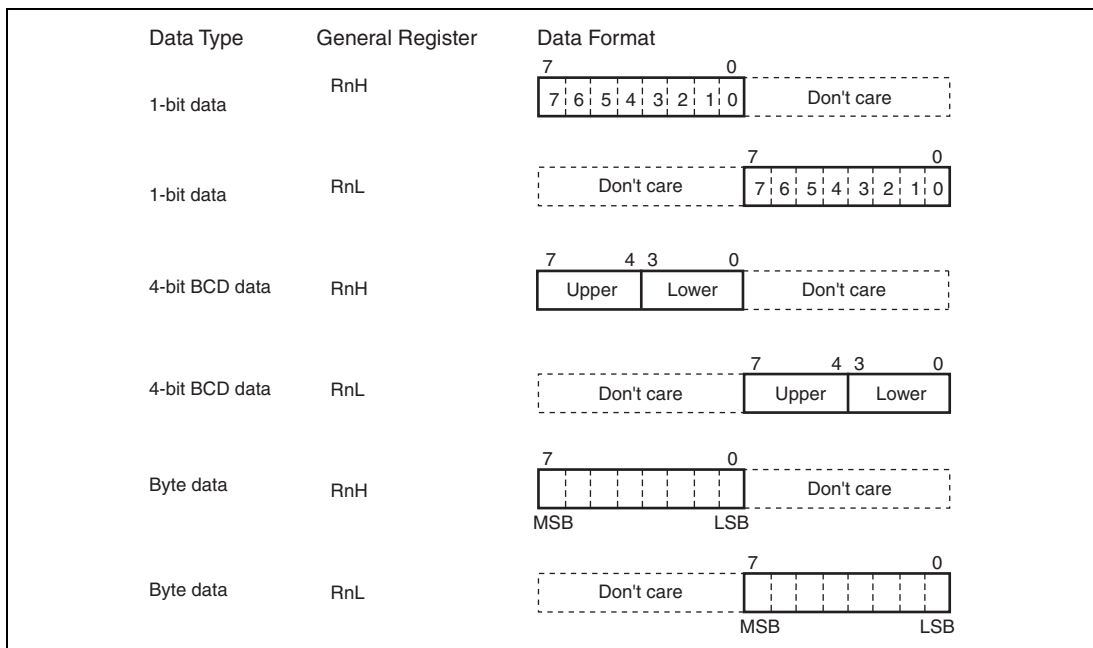 Data Type General Register Data Format
7 0
1-bit data RnH 7 6 5 4 3 2 1 0 Don't care
7 0
1-bit data RnL Don't care 7 6 5 4 3 2 1 0
7 4 3 0
4-bit BCD data RnH Upper Lower Don't care
7 4 3 0
4-bit BCD data RnL Don't care Upper Lower
7 0
Byte data RnH Don't care
MSB LSB
7 0
Byte data RnL Don't care
MSB LSB